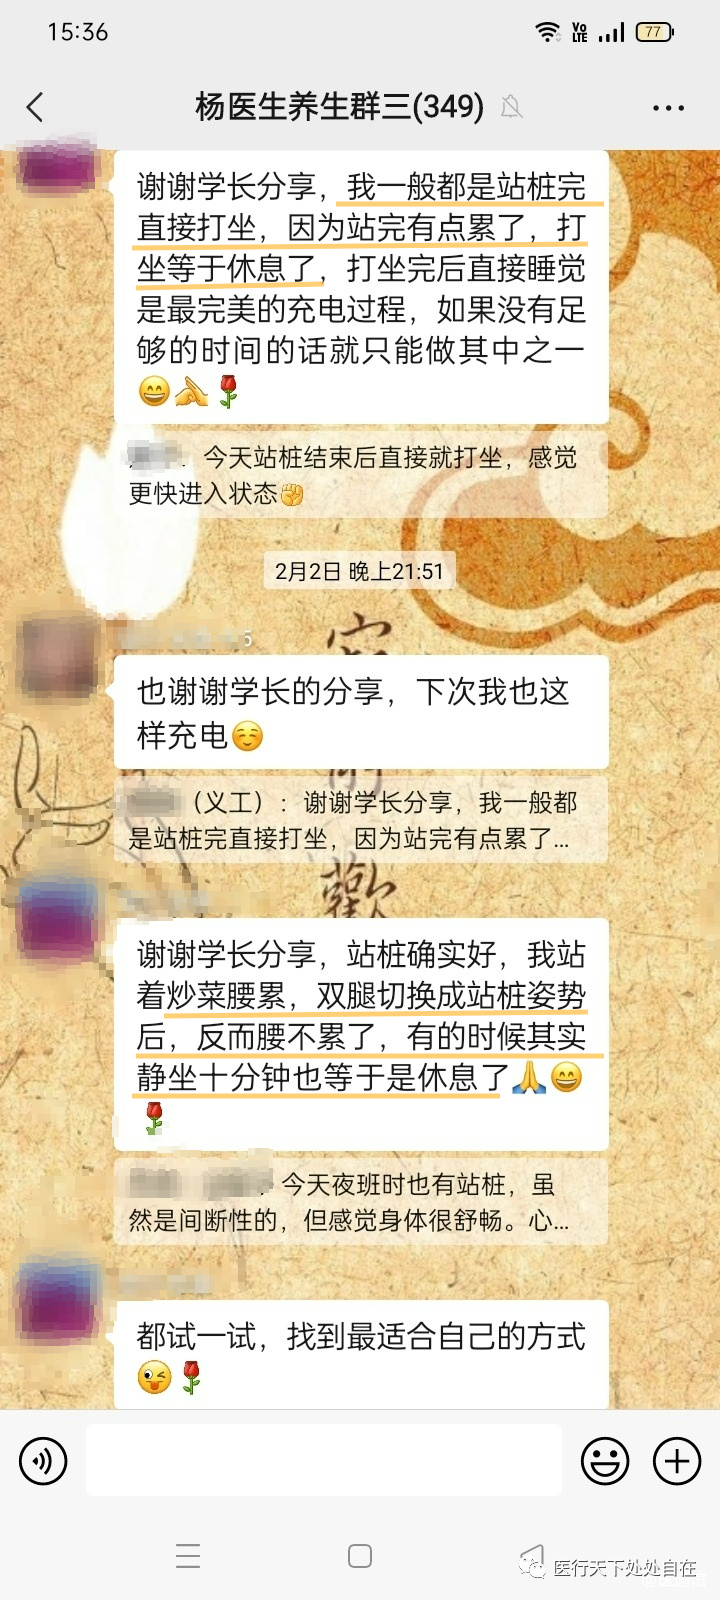 15:36
Vo LTE
77
杨医生养生群三(349)
谢谢学长分享，我一般都是站桩完
直接打坐，因为站完有点累了，打
坐等于休息了，打坐完后直接睡觉
是最完美的充电过程，如果没有足
够的时间的话就只能做其中之一
😄🫱🌹
：今天站桩结束后直接就打坐，感觉
更快进入状态✊
2月2日 晚上21:51
5
也谢谢学长的分享，下次我也这
样充电☺️
（义工）：谢谢学长分享，我一般都
是站桩完直接打坐，因为站完有点累了...
歡
谢谢学长分享，站桩确实好，我站
着炒菜腰累，双腿切换成站桩姿势
后，反而腰不累了，有的时候其实
静坐十分钟也等于是休息了🙏😄
🌹
：今天夜班时也有站桩，虽
然是间断性的，但感觉身体很舒畅。心...
都试一试，找到最适合自己的方式
😜🌹
医行天下处处自在